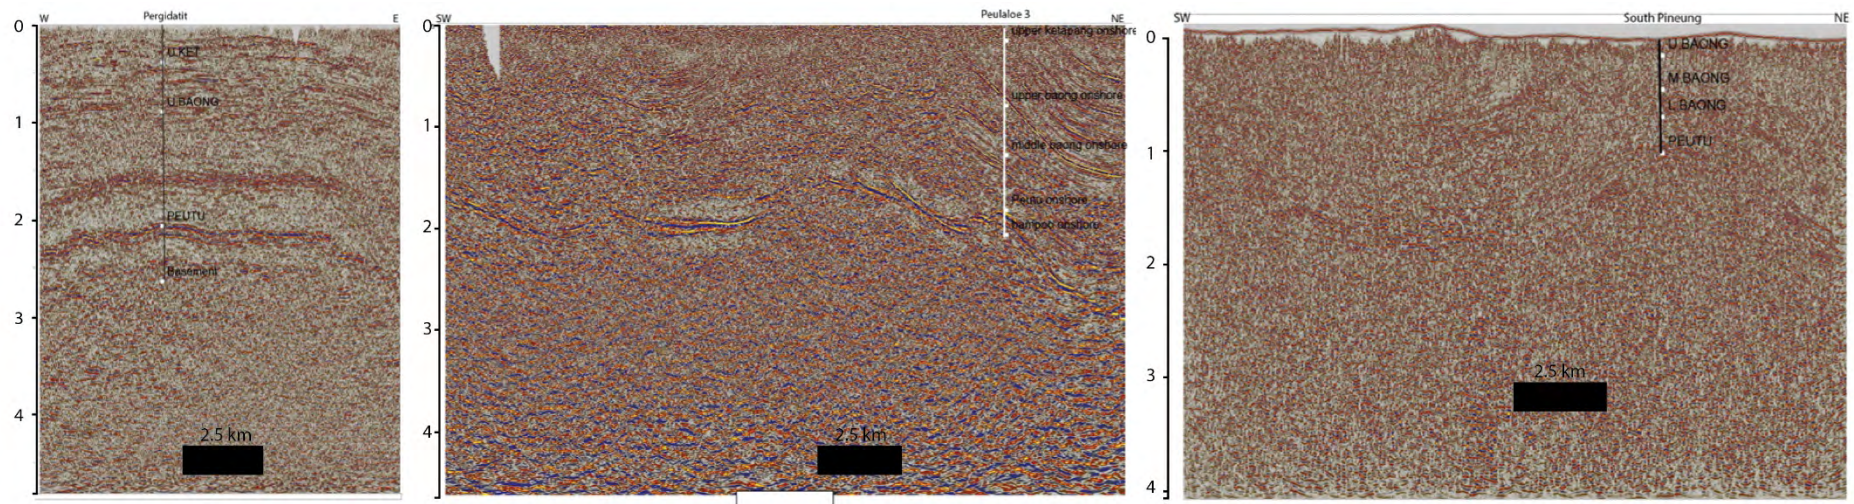 W Pergidatit E
0
1
2
3
4
U KET
U BAONG
PEUTU
Basement
2.5 km
SW Peulaloe 3 NE
0
1
2
3
4
upper ketapang onshore
upper baong onshore
middle baong onshore
Peutu onshore
bampoo onshore
2.5 km
SW South Pineung NE
0
1
2
3
4
U BAONG
M BAONG
L BAONG
PEUTU
2.5 km